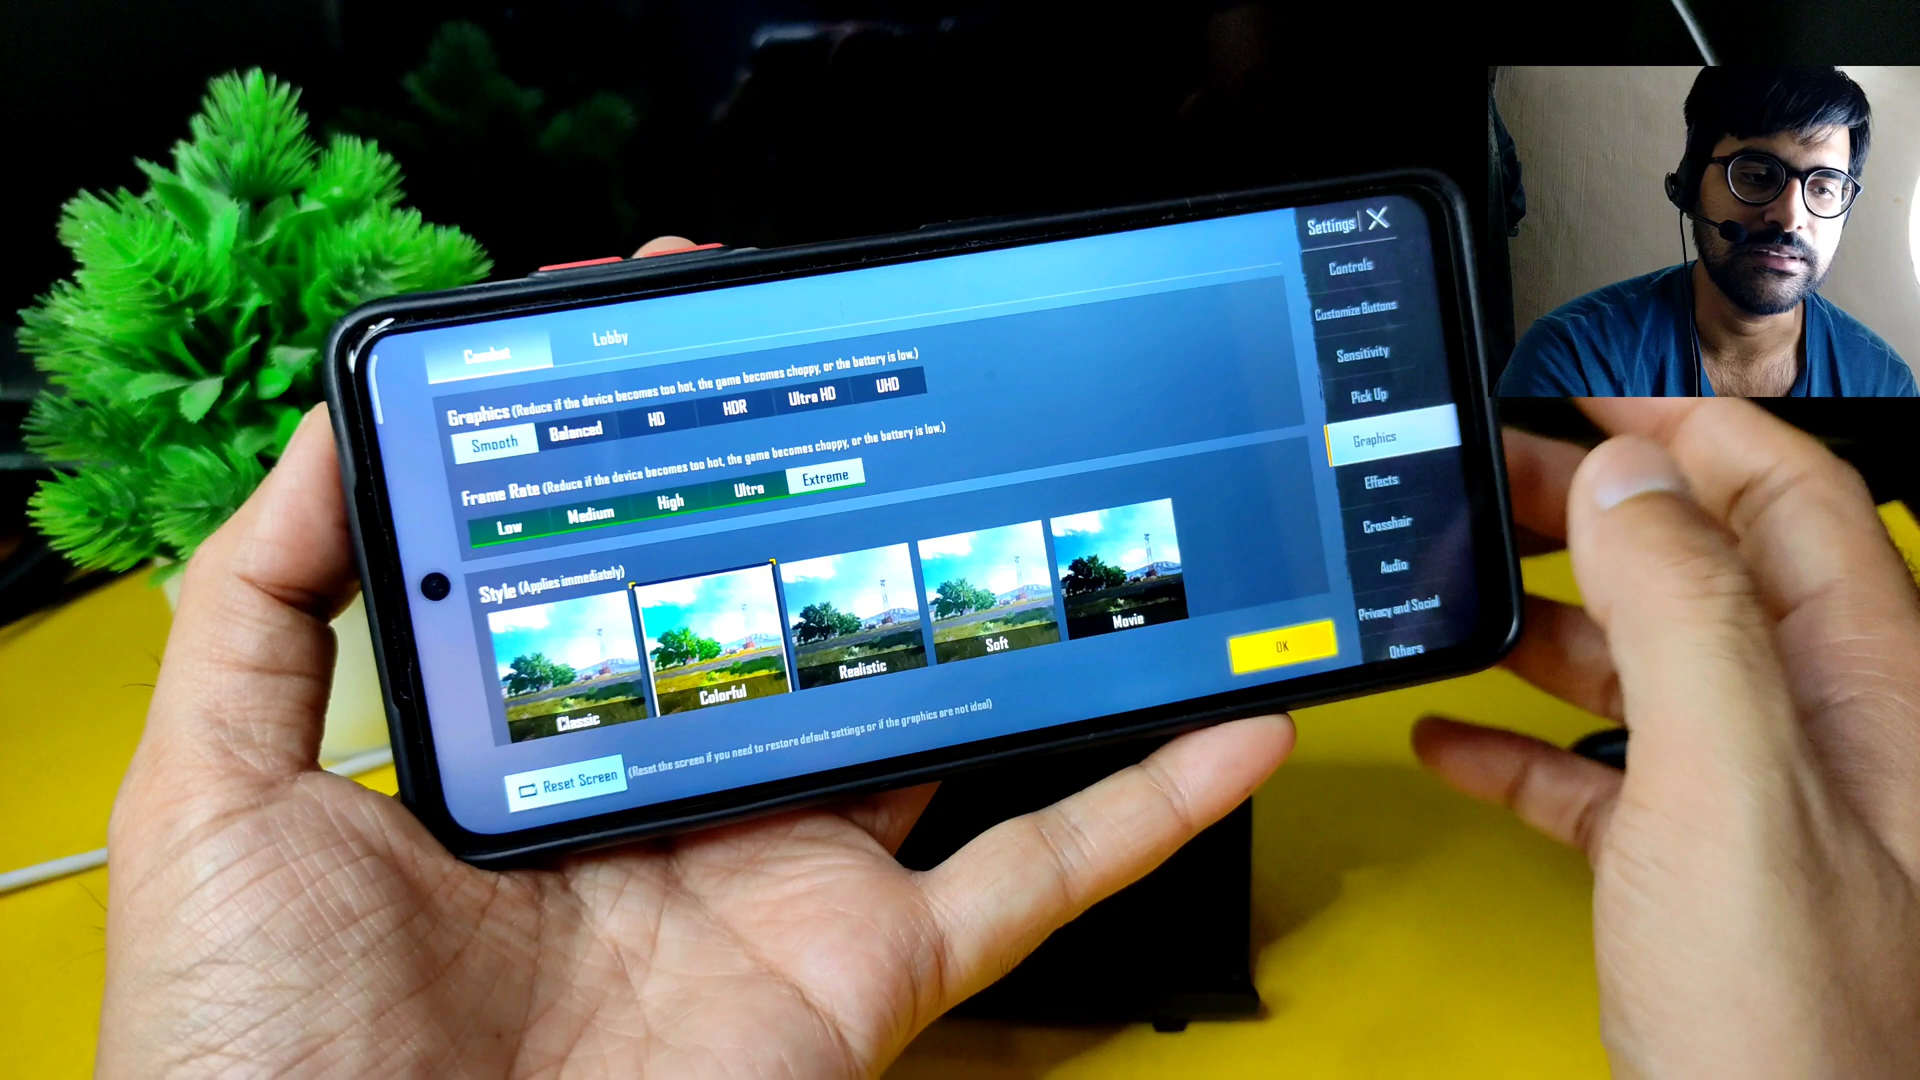 Combat Lobby
Graphics (Reduce if the device becomes too hot, the game becomes choppy, or the battery is low.)
Smooth Balanced HD HDR Ultra HD UHD
Frame Rate (Reduce if the device becomes too hot, the game becomes choppy, or the battery is low.)
Low Medium High Ultra Extreme
Style (Applies immediately)
Classic Colorful Realistic Soft Movie
Reset Screen (Reset the screen if you need to restore default settings or if the graphics are not ideal)
OK
Settings
Controls
Customize Buttons
Sensitivity
Pick Up
Graphics
Effects
Crosshair
Audio
Privacy and Social
Others